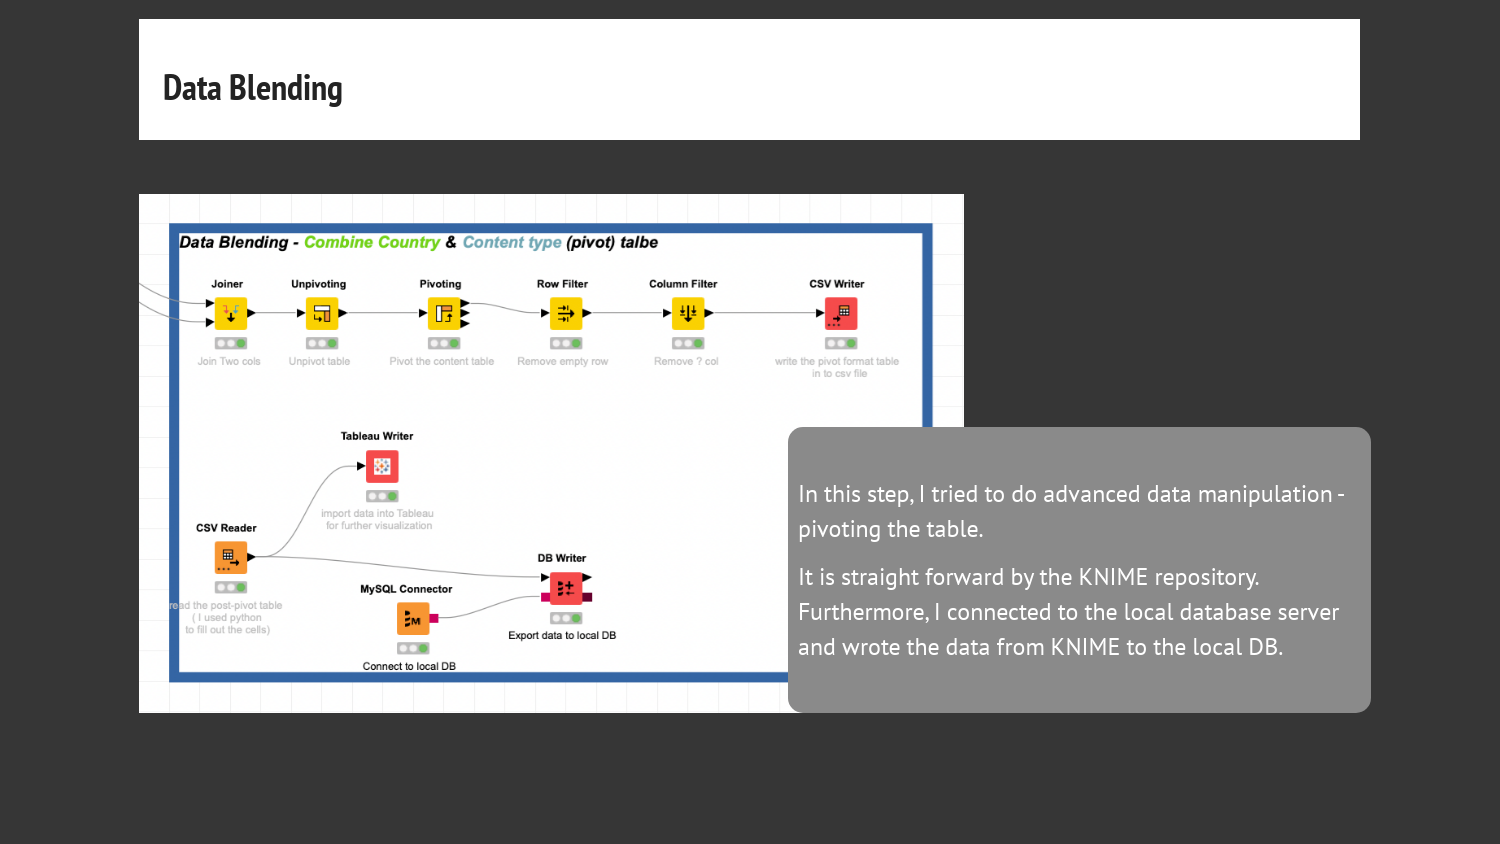 Data Blending
Data Blending - Combine Country & Content type (pivot) talbe
Joiner
Unpivoting
Pivoting
Row Filter
Column Filter
CSV Writer
Join Two cols
Unpivot table
Pivot the content table
Remove empty row
Remove ? col
write the pivot format table
in to csv file
Tableau Writer
import data into Tableau
for further visualization
CSV Reader
read the post-pivot table
( I used python
to fill out the cells)
MySQL Connector
M
Connect to local DB
DB Writer
Export data to local DB
In this step, I tried to do advanced data manipulation -
pivoting the table.
It is straight forward by the KNIME repository.
Furthermore, I connected to the local database server
and wrote the data from KNIME to the local DB.